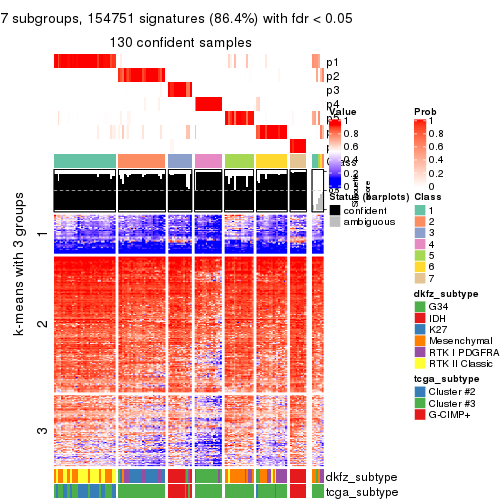 7 subgroups, 154751 signatures (86.4%) with fdr < 0.05
130 confident samples
p1
p2
p3
p4
Value
1
0.8
0.6
0.4
0.2
0
Prob
1
0.8
0.6
0.4
0.2
0
Status (barplots)
confident
ambiguous
Class
1
2
3
4
5
6
7
dkfz_subtype
G34
IDH
K27
Mesenchymal
RTK I PDGFRA
RTK II Classic
tcga_subtype
Cluster #2
Cluster #3
G-CIMP+
k-means with 3 groups
1
2
3
dkfz_subtype
tcga_subtype